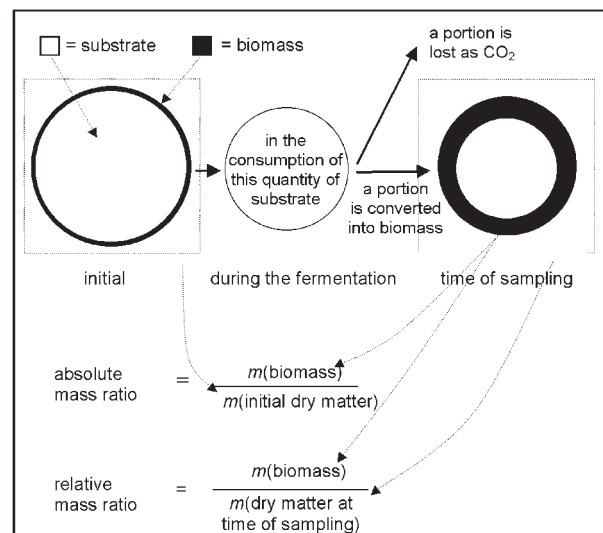 = substrate
= biomass
a portion is
lost as CO₂
in the
consumption of
this quantity of
substrate
a portion
is converted
into biomass
initial
during the fermentation
time of sampling
absolute
mass ratio
=
m(biomass)
m(initial dry matter)
relative
mass ratio
=
m(biomass)
m(dry matter at
time of sampling)